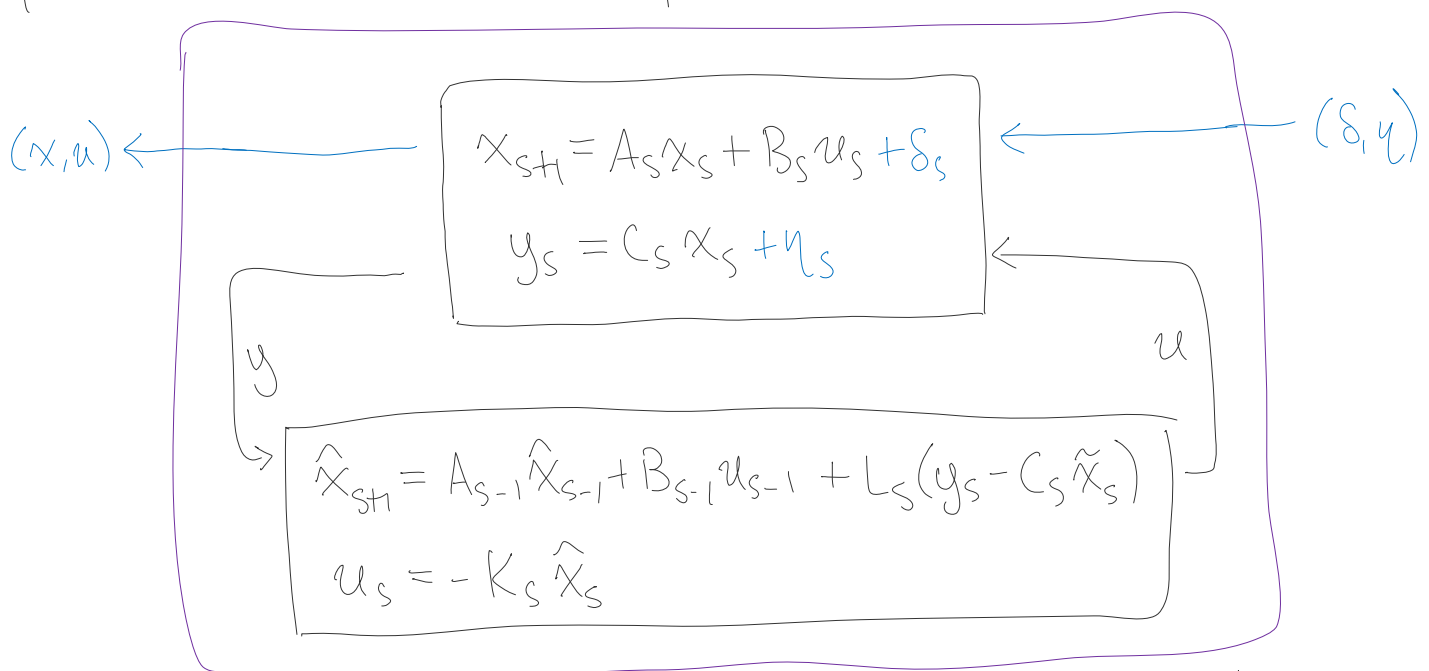 (x,u)
x_{s+1} = A_s x_s + B_s u_s + δ_s
(δ,η)
y_s = C_s x_s + η_s
y
u
x̂_{s+1} = A_{s-1} x̂_{s-1} + B_{s-1} u_{s-1} + L_s(y_s - C_s x̃_s)
u_s = -K_s x̂_s